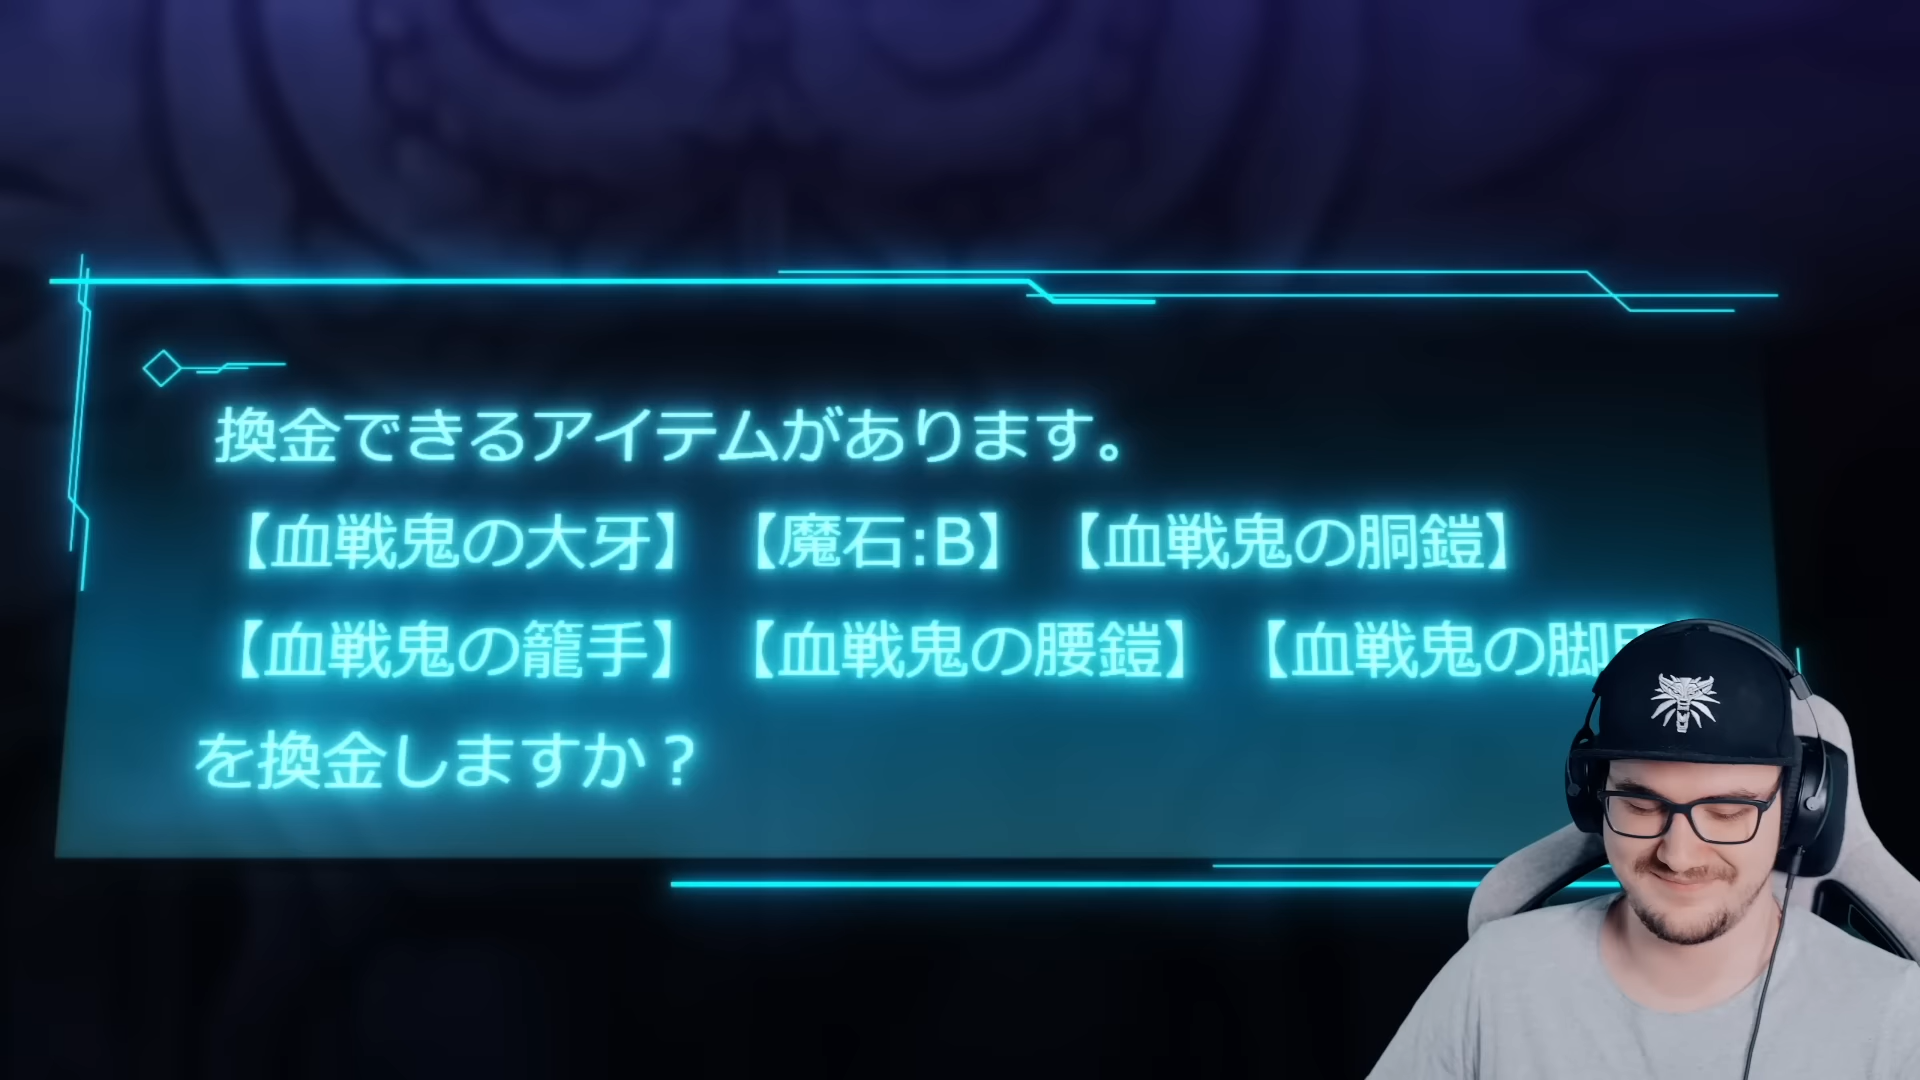 換金できるアイテムがあります。
【血戦鬼の大牙】 【魔石:B】 【血戦鬼の胴鎧】
【血戦鬼の籠手】 【血戦鬼の腰鎧】 【血戦鬼の脚
を換金しますか？